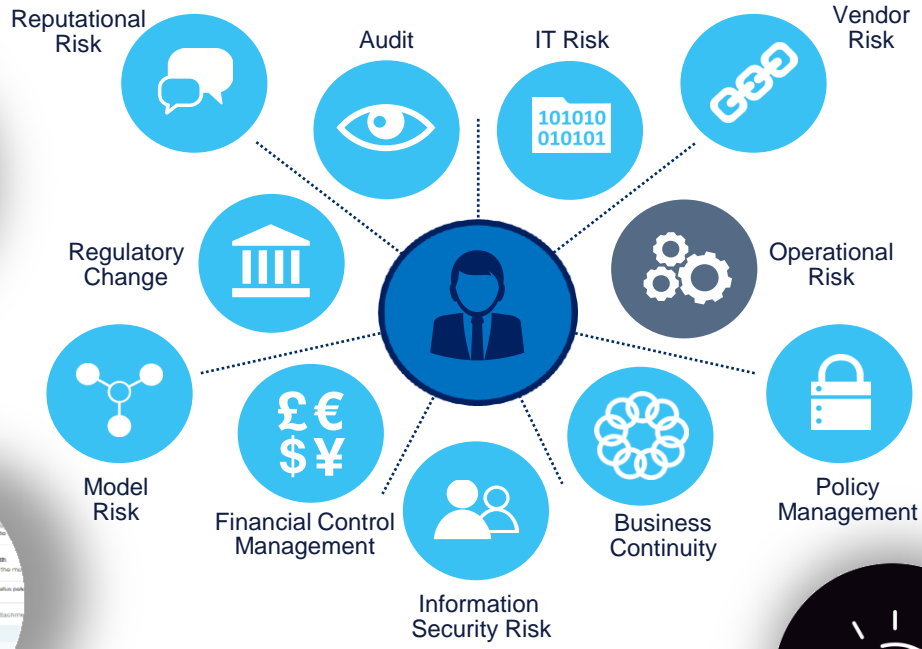 Reputational
Risk
Audit
IT Risk
Vendor
Risk
101010
010101
Regulatory
Change
Operational
Risk
£€
$¥
Model
Risk
Financial Control
Management
Information
Security Risk
Business
Continuity
Policy
Management